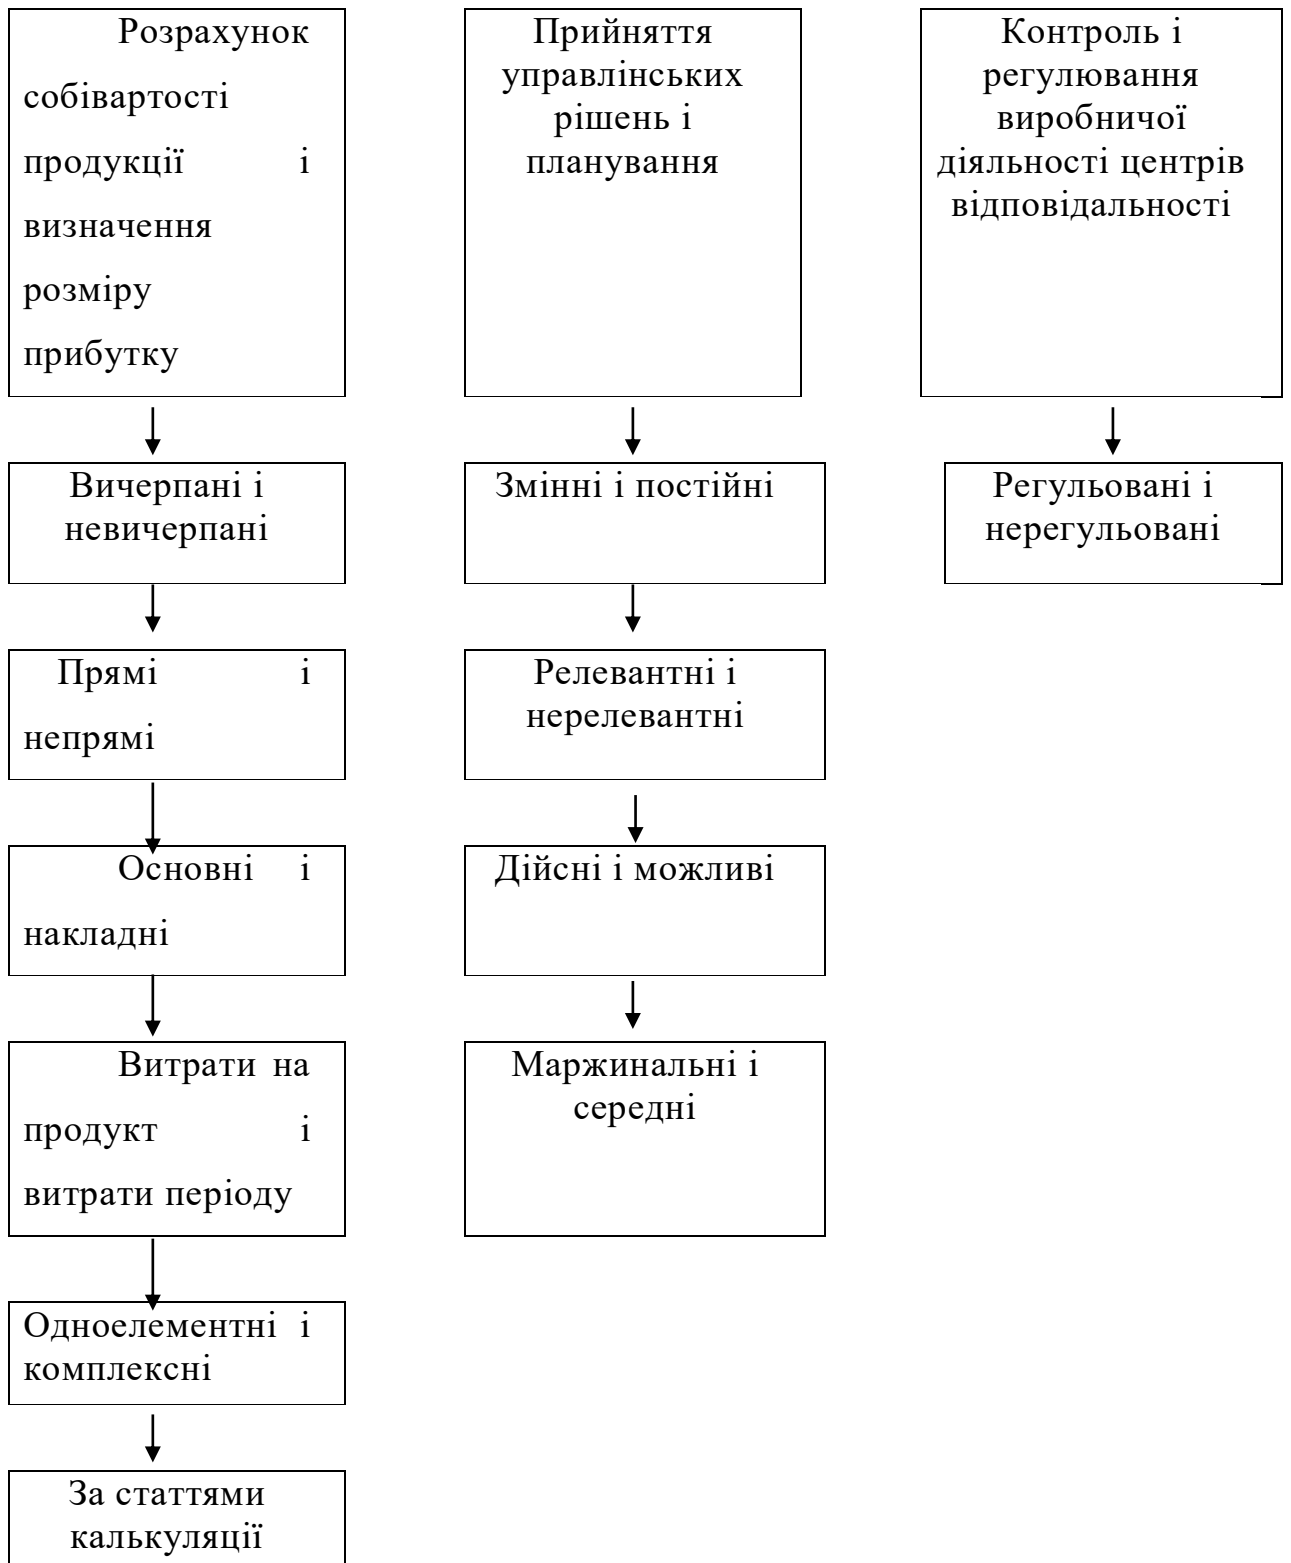 Розрахунок
собівартості
продукції і
визначення
розміру
прибутку
Прийняття
управлінських
рішень і
планування
Контроль і
регулювання
виробничої
діяльності центрів
відповідальності
Вичерпані і
невичерпані
Змінні і постійні
Регульовані і
нерегульовані
Прямі і
непрямі
Релевантні і
нерелевантні
Основні і
накладні
Дійсні і можливі
Витрати на
продукт і
витрати періоду
Маржинальні і
середні
Одноелементні і
комплексні
За статтями
калькуляції